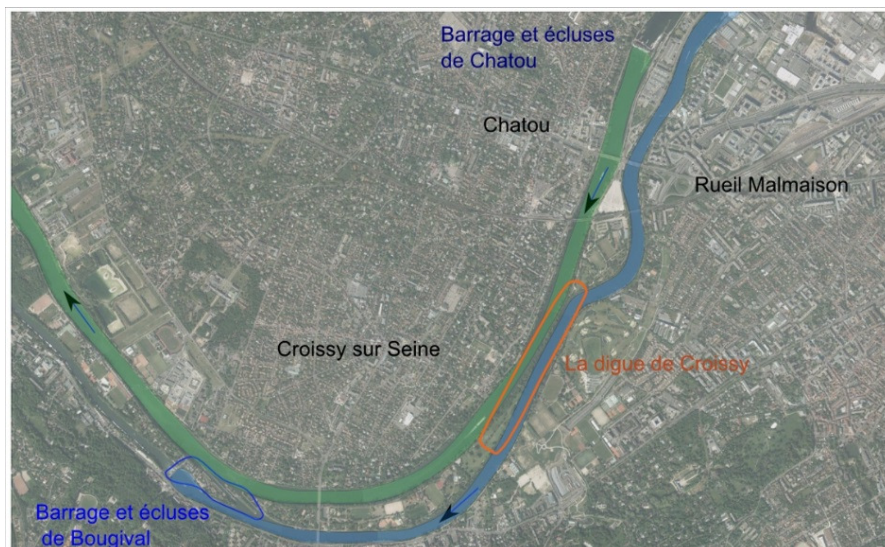 Barrage et écluses
de Chatou
Chatou
Rueil Malmaison
Croissy sur Seine
La digue de Croissy
Barrage et écluses
de Bougival